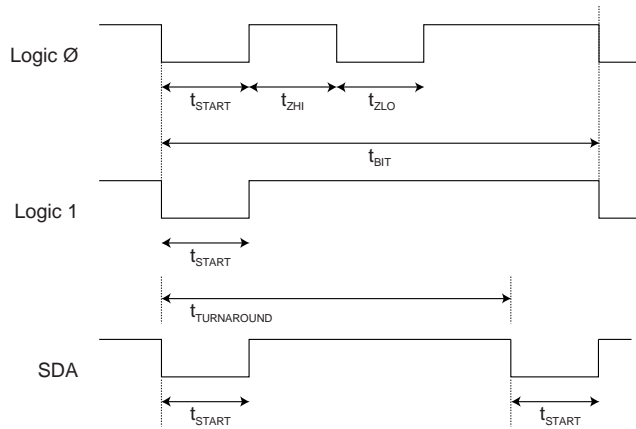 Logic Ø
tSTART
tZHI
tZLO
tBIT
Logic 1
tSTART
tTURNAROUND
SDA
tSTART
tSTART